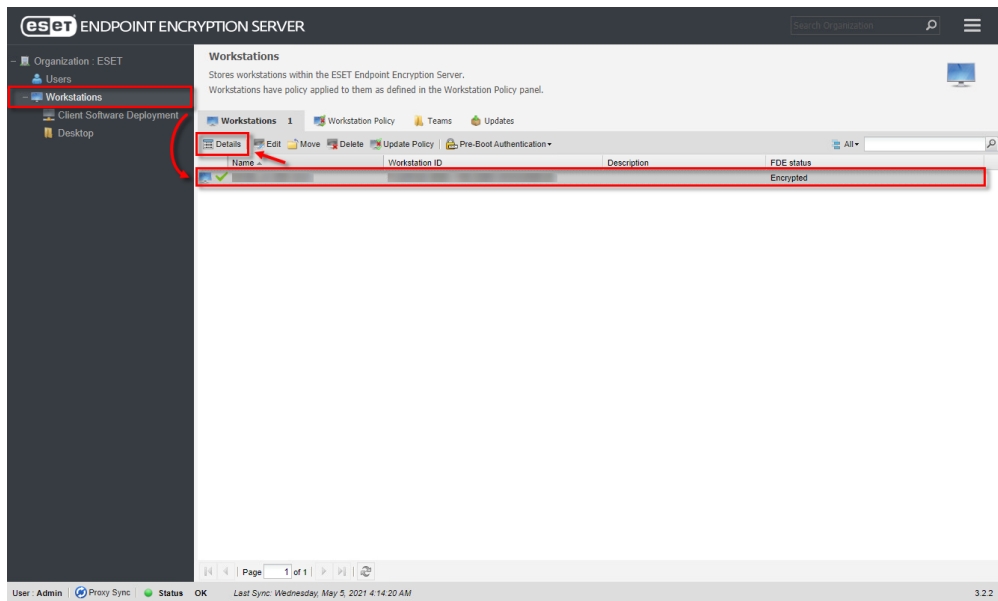 eset ENDPOINT ENCRYPTION SERVER
Search Organization
Organization : ESET
Users
Workstations
Client Software Deployment
Desktop
Workstations
Stores workstations within the ESET Endpoint Encryption Server.
Workstations have policy applied to them as defined in the Workstation Policy panel.
Workstations 1 Workstation Policy Teams Updates
Details Edit Move Delete Update Policy Pre-Boot Authentication All
Name Workstation ID Description FDE status
Encrypted
Page 1 of 1
User : Admin Proxy Sync Status OK Last Sync: Wednesday, May 5, 2021 4:14:20 AM 3.2.2